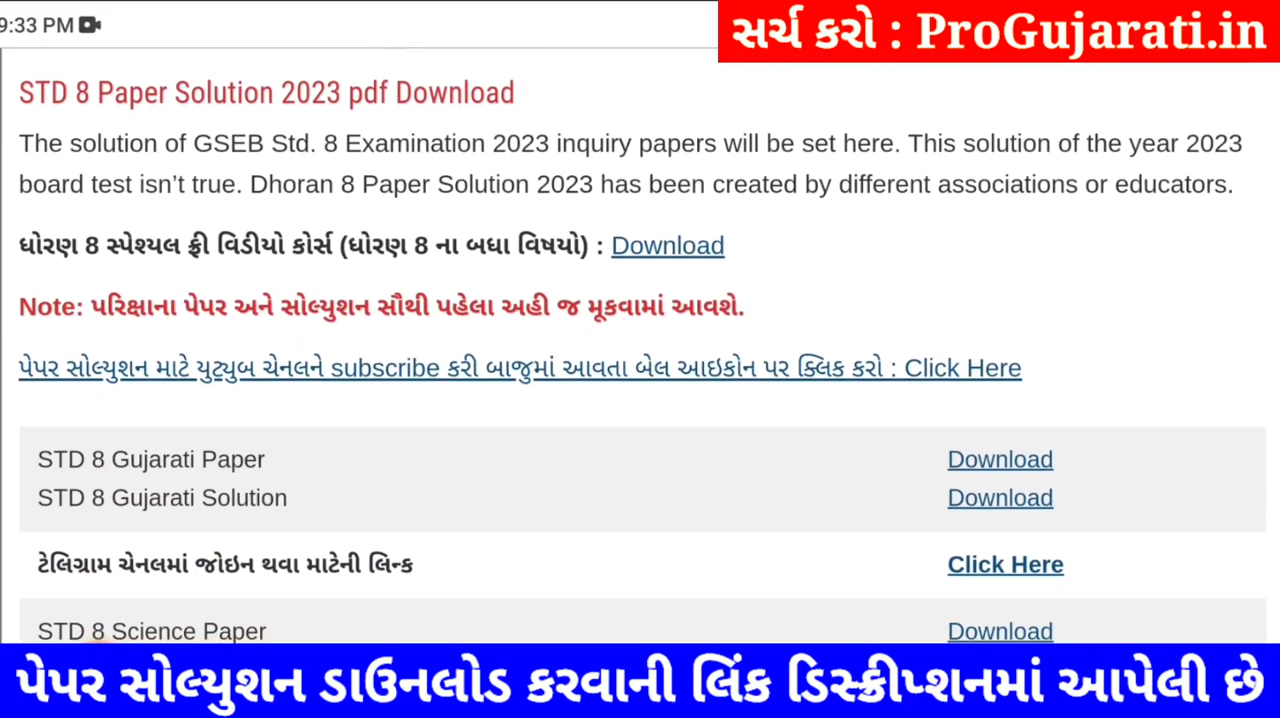 9:33 PM
સર્ચ કરો : ProGujarati.in
STD 8 Paper Solution 2023 pdf Download
The solution of GSEB Std. 8 Examination 2023 inquiry papers will be set here. This solution of the year 2023
board test isn’t true. Dhoran 8 Paper Solution 2023 has been created by different associations or educators.
ધોરણ 8 સ્પેશ્યલ ફ્રી વિડીયો કોર્સ (ધોરણ 8 ના બધા વિષયો) : Download
Note: પરિક્ષાના પેપર અને સોલ્યુશન સૌથી પહેલા અહી જ મૂકવામાં આવશે.
પેપર સોલ્યુશન માટે યુટ્યુબ ચેનલને subscribe કરી બાજુમાં આવતા બેલ આઇકોન પર ક્લિક કરો : Click Here
STD 8 Gujarati Paper Download
STD 8 Gujarati Solution Download
ટેલિગ્રામ ચેનલમાં જોઇન થવા માટેની લિન્ક Click Here
STD 8 Science Paper Download
પેપર સોલ્યુશન ડાઉનલોડ કરવાની લિંક ડિસ્ક્રીપ્શનમાં આપેલી છે